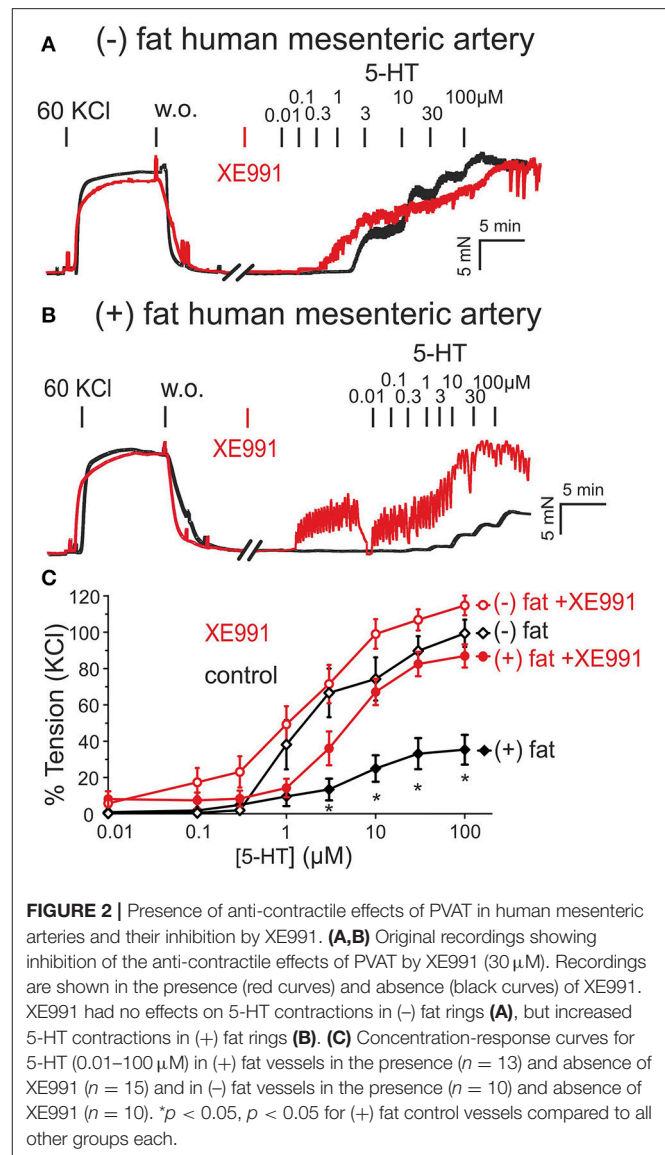 A (-) fat human mesenteric artery
5-HT
60 KCl w.o. XE991 0.01 0.1 0.3 1 3 10 30 100µM
5 mN 5 min
B (+) fat human mesenteric artery
5-HT
60 KCl w.o. XE991 0.01 0.1 0.3 1 3 10 30 100µM
5 mN 5 min
C
% Tension (KCl)
120
100
80
60
40
20
0
XE991
control
(-) fat +XE991
(-) fat
(+) fat +XE991
(+) fat
* * * *
0.01 0.1 1 10 100
[5-HT] (µM)
FIGURE 2 | Presence of anti-contractile effects of PVAT in human mesenteric
arteries and their inhibition by XE991. (A,B) Original recordings showing
inhibition of the anti-contractile effects of PVAT by XE991 (30 µM). Recordings
are shown in the presence (red curves) and absence (black curves) of XE991.
XE991 had no effects on 5-HT contractions in (–) fat rings (A), but increased
5-HT contractions in (+) fat rings (B). (C) Concentration-response curves for
5-HT (0.01–100 µM) in (+) fat vessels in the presence (n = 13) and absence of
XE991 (n = 15) and in (–) fat vessels in the presence (n = 10) and absence of
XE991 (n = 10). *p < 0.05, p < 0.05 for (+) fat control vessels compared to all
other groups each.